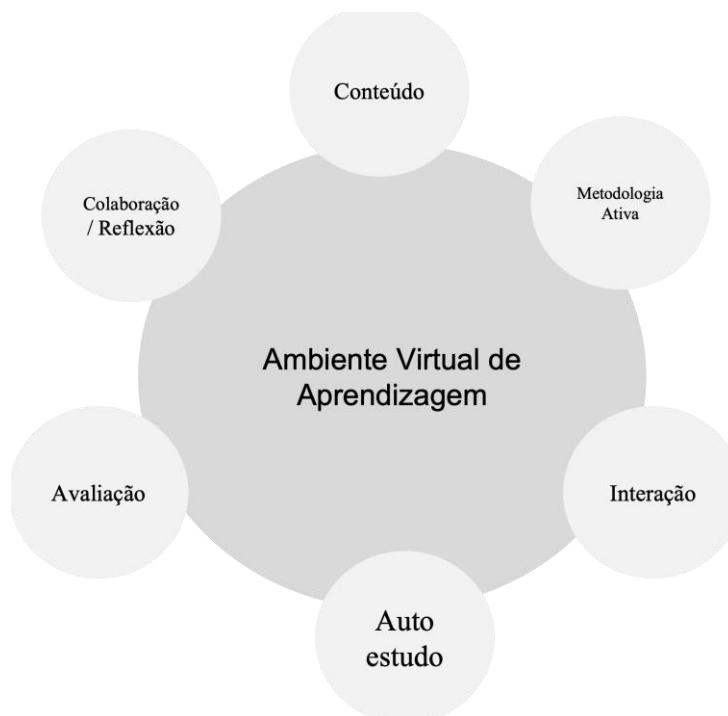 Conteúdo
Metodologia
Ativa
Colaboração
/ Reflexão
Ambiente Virtual de
Aprendizagem
Avaliação
Interação
Auto
estudo